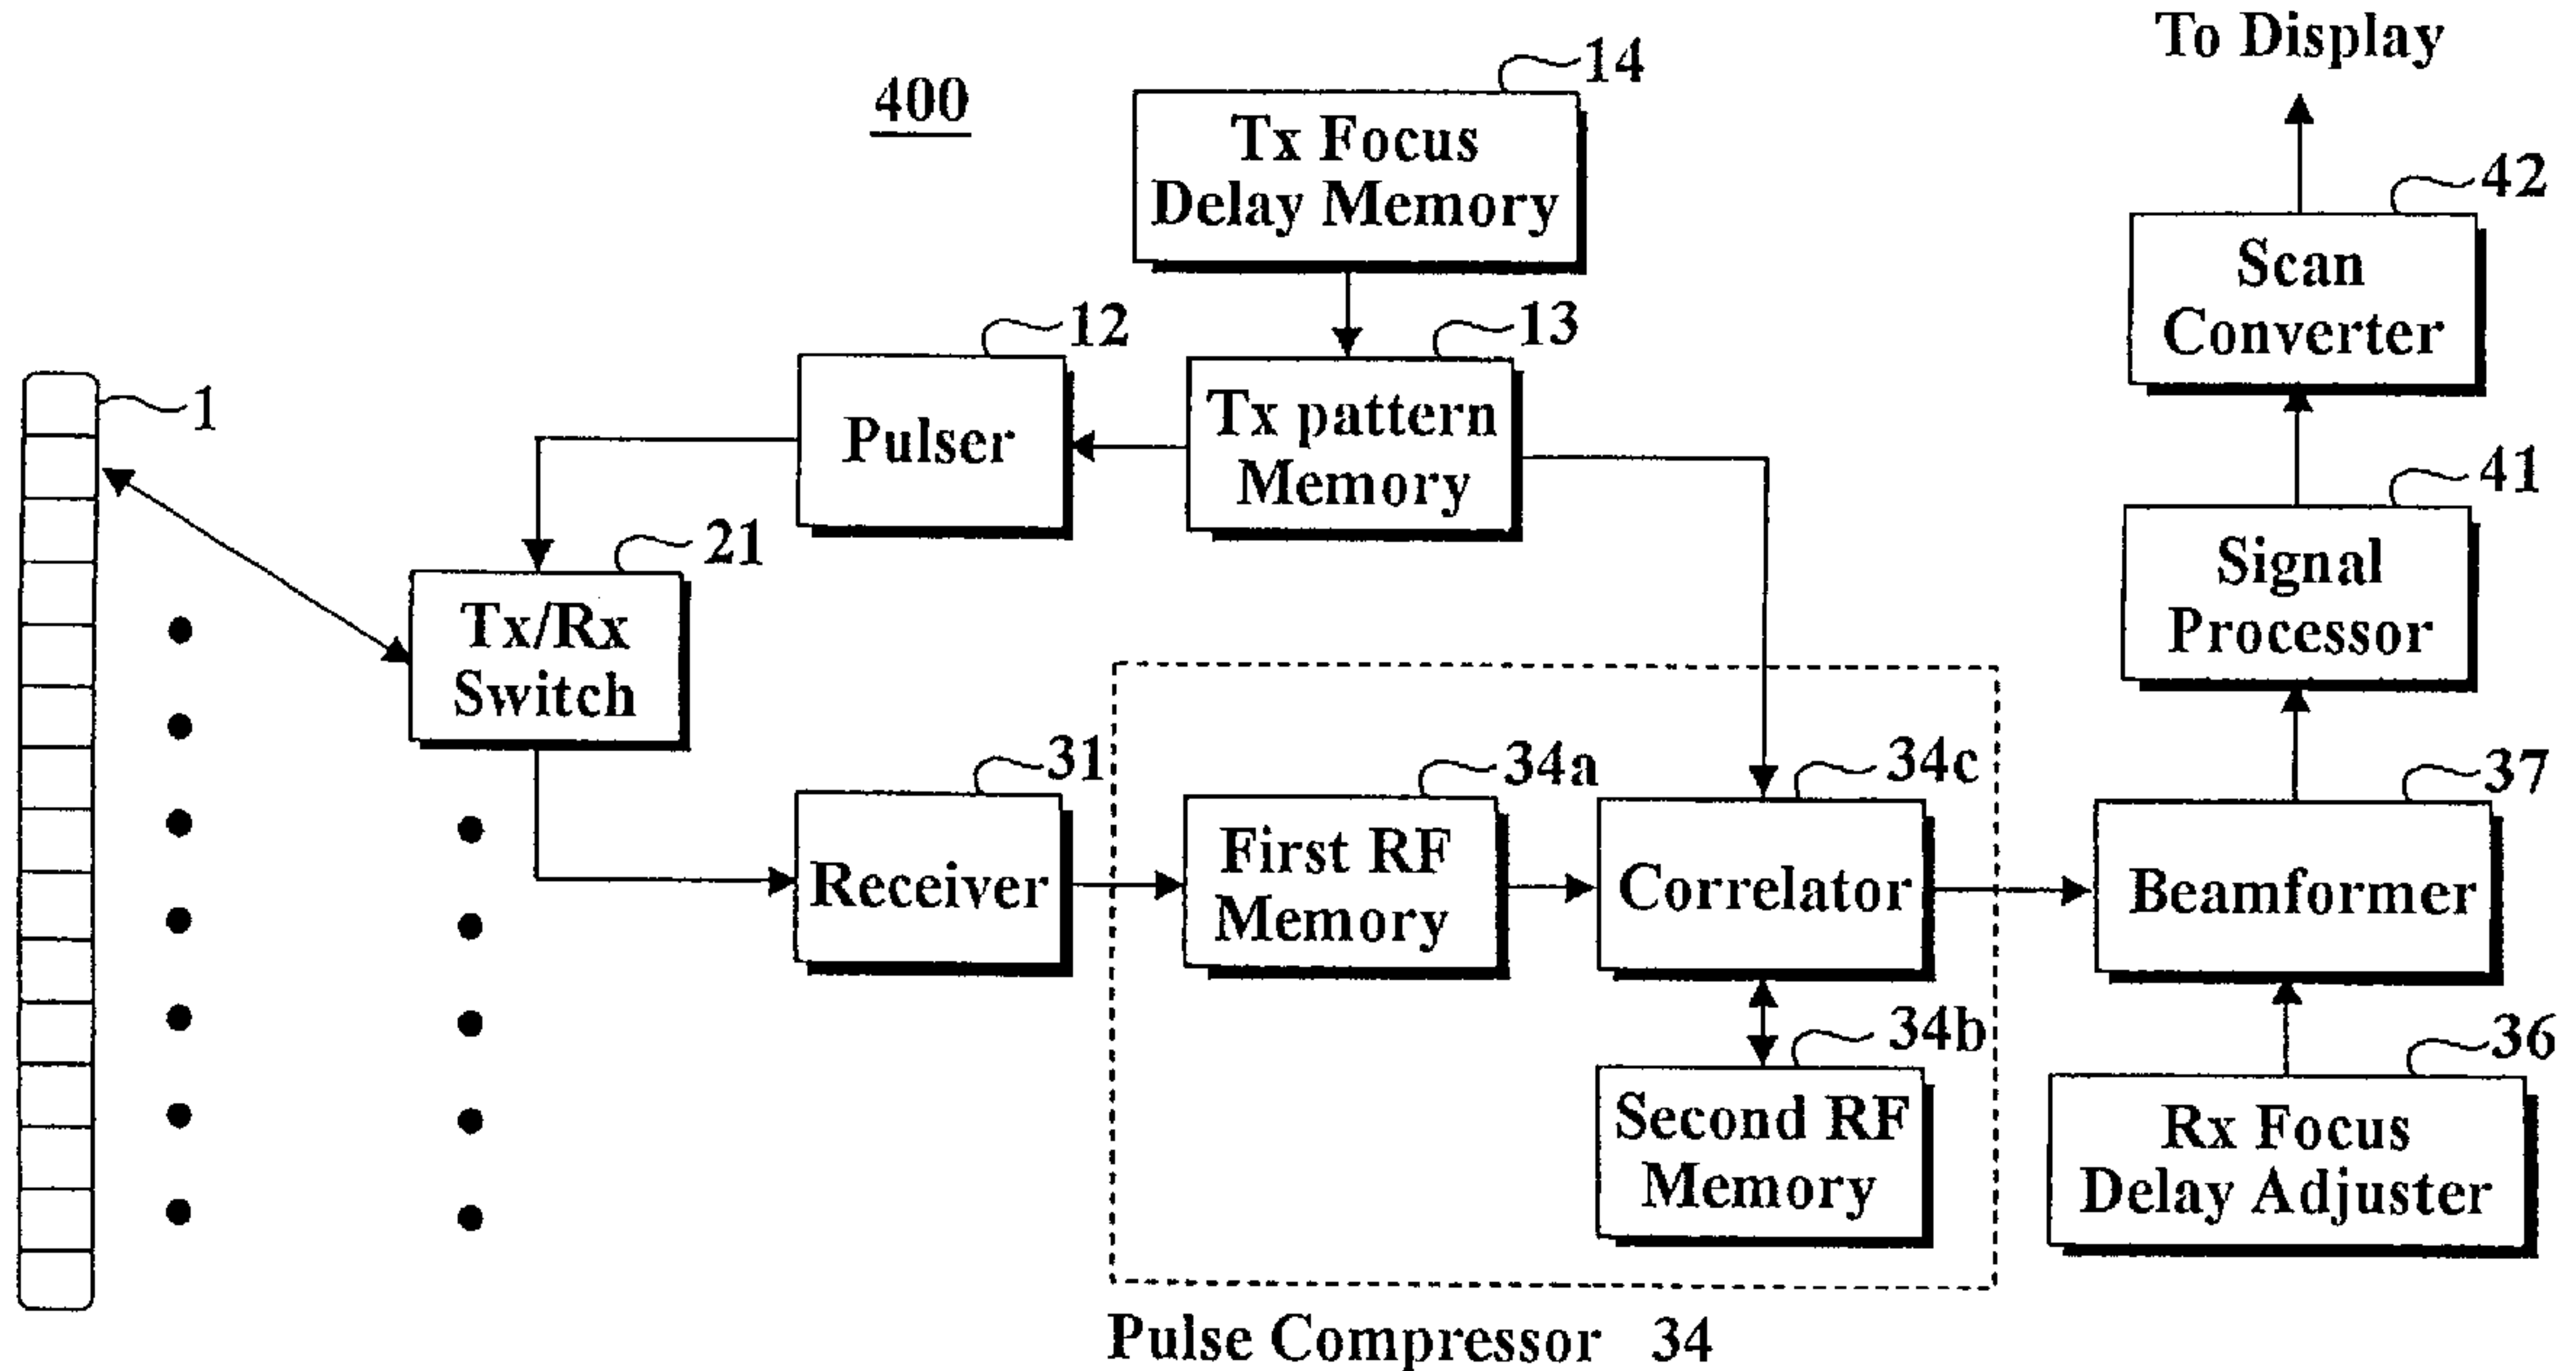 To Display
400
14
Tx Focus
Delay Memory
42
Scan
Converter
12
Pulser
13
Tx pattern
Memory
1
41
Signal
Processor
21
Tx/Rx
Switch
31
Receiver
34a
First RF
Memory
34c
Correlator
37
Beamformer
34b
Second RF
Memory
36
Rx Focus
Delay Adjuster
Pulse Compressor 34